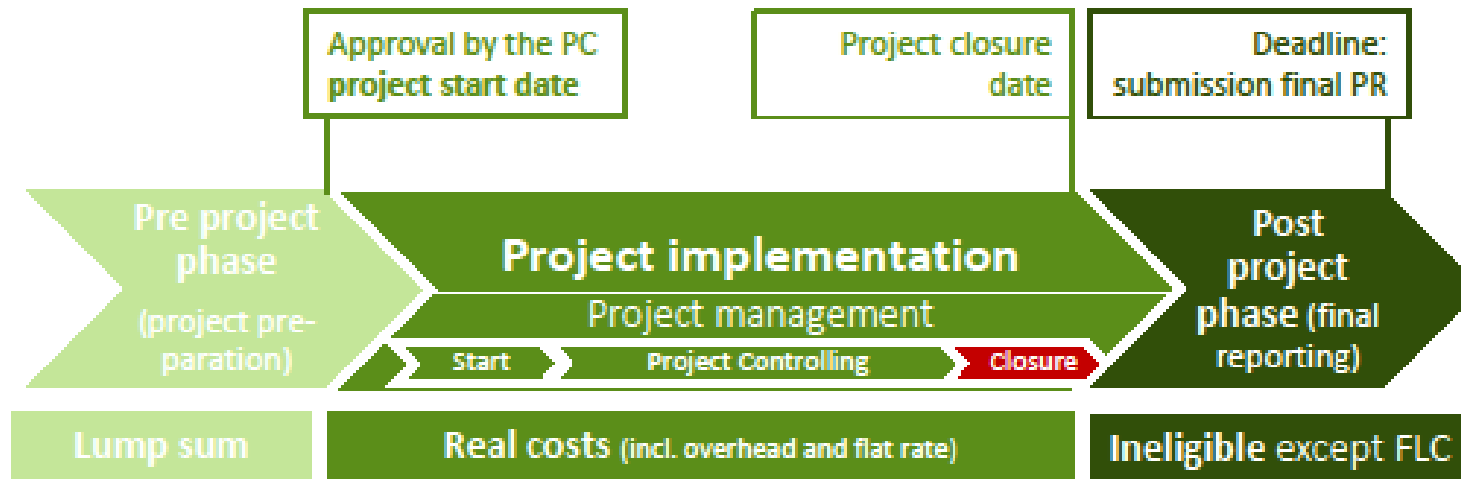 Approval by the PC
project start date
Project closure
date
Deadline:
submission final PR
Pre project
phase
(project pre-
paration)
Project implementation
Project management
Start
Project Controlling
Closure
Post
project
phase (final
reporting)
Lump sum
Real costs (incl. overhead and flat rate)
Ineligible except FLC